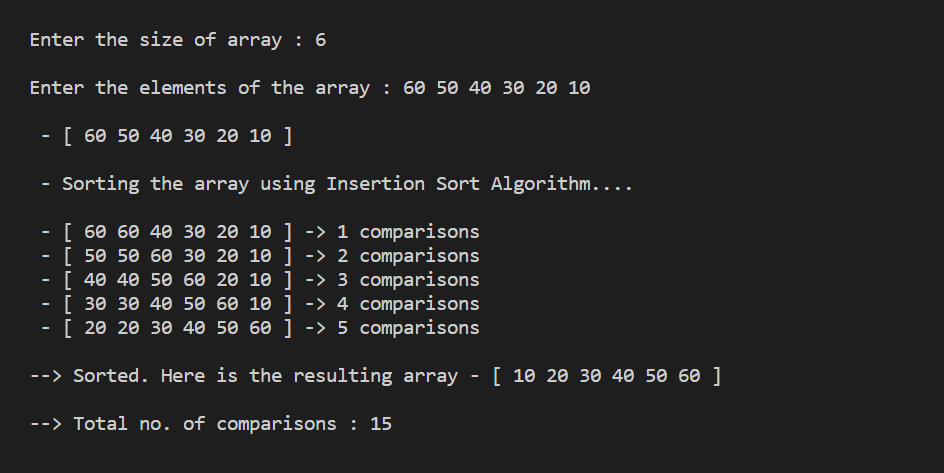 Enter the size of array : 6
Enter the elements of the array : 60 50 40 30 20 10
- [ 60 50 40 30 20 10 ]
- Sorting the array using Insertion Sort Algorithm....
- [ 60 60 40 30 20 10 ] -> 1 comparisons
- [ 50 50 60 30 20 10 ] -> 2 comparisons
- [ 40 40 50 60 20 10 ] -> 3 comparisons
- [ 30 30 40 50 60 10 ] -> 4 comparisons
- [ 20 20 30 40 50 60 ] -> 5 comparisons
--> Sorted. Here is the resulting array - [ 10 20 30 40 50 60 ]
--> Total no. of comparisons : 15